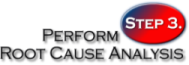 STEP 3.
PERFORM
ROOT CAUSE ANALYSIS